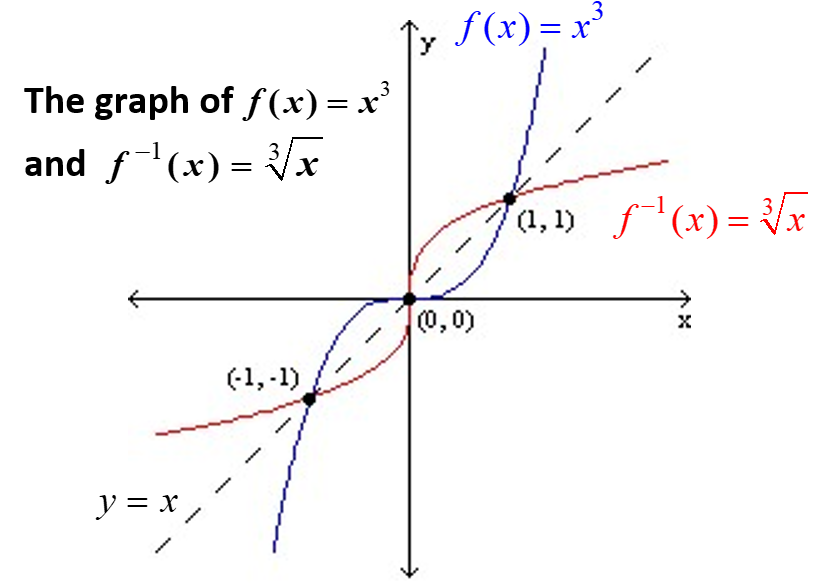 f(x) = x³
y
The graph of f(x) = x³
and f⁻¹(x) = ∛x
(1, 1)
f⁻¹(x) = ∛x
(0, 0)
x
(-1, -1)
y = x